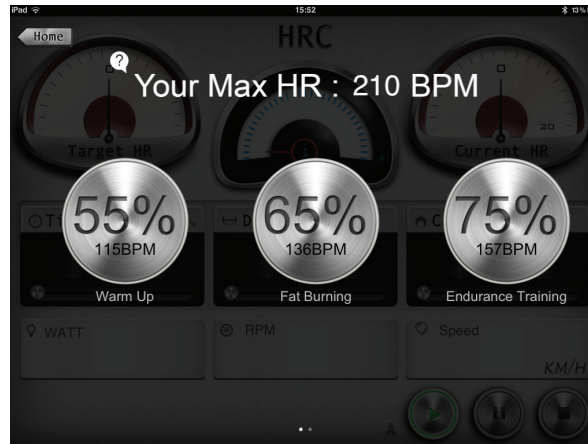 iPad 15:52 13%
Home
HRC
?
Your Max HR : 210 BPM
Target HR
20
Current HR
55%
115BPM
Warm Up
65%
136BPM
Fat Burning
75%
157BPM
Endurance Training
WATT
RPM
Speed
KM/H